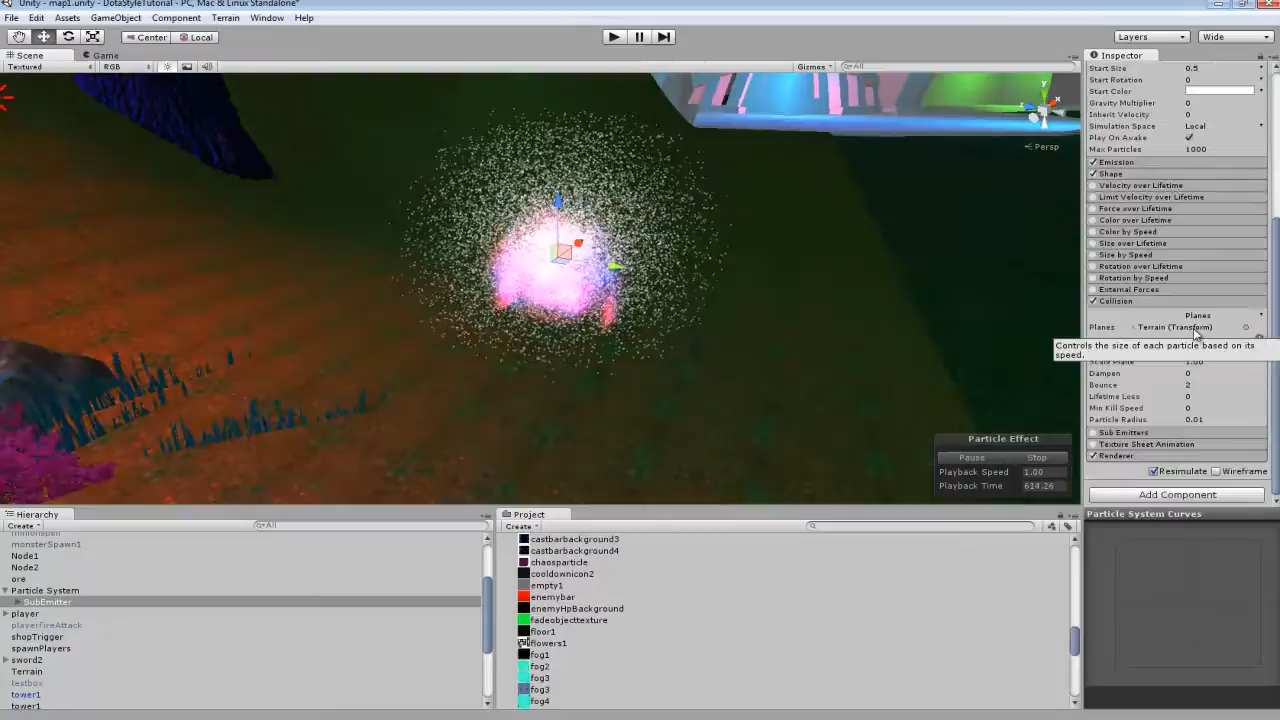 Unity - map1.unity - DotaStyleTutorial - PC, Mac & Linux Standalone*
File Edit Assets GameObject Component Terrain Window Help
Center Local
Layers Wide
Scene Game
Textured RGB Gizmos All
Persp
Particle Effect
Pause Stop
Playback Speed 1.00
Playback Time 614.26
Inspector
Start Size 0.5
Start Rotation 0
Start Color
Gravity Multiplier 0
Inherit Velocity 0
Simulation Space Local
Play On Awake
Max Particles 1000
Emission
Shape
Velocity over Lifetime
Limit Velocity over Lifetime
Force over Lifetime
Color over Lifetime
Color by Speed
Size over Lifetime
Size by Speed
Rotation over Lifetime
Rotation by Speed
External Forces
Collision
Planes
Planes Terrain (Transform)
Controls the size of each particle based on its
speed.
Scale Plane 1.00
Dampen 0
Bounce 2
Lifetime Loss 0
Min Kill Speed 0
Particle Radius 0.01
Sub Emitters
Texture Sheet Animation
Renderer
Resimulate Wireframe
Add Component
Particle System Curves
Hierarchy
Create All
monsterSpawn1
Node1
Node2
ore
Particle System
SubEmitter
player
playerFireAttack
shopTrigger
spawnPlayers
sword2
Terrain
testbox
tower1
tower1
Project
Create
castbarbackground3
castbarbackground4
chaosparticle
cooldownicon2
empty1
enemybar
enemyHpBackground
fadeobjecttexture
floor1
flowers1
fog1
fog2
fog3
fog3
fog4